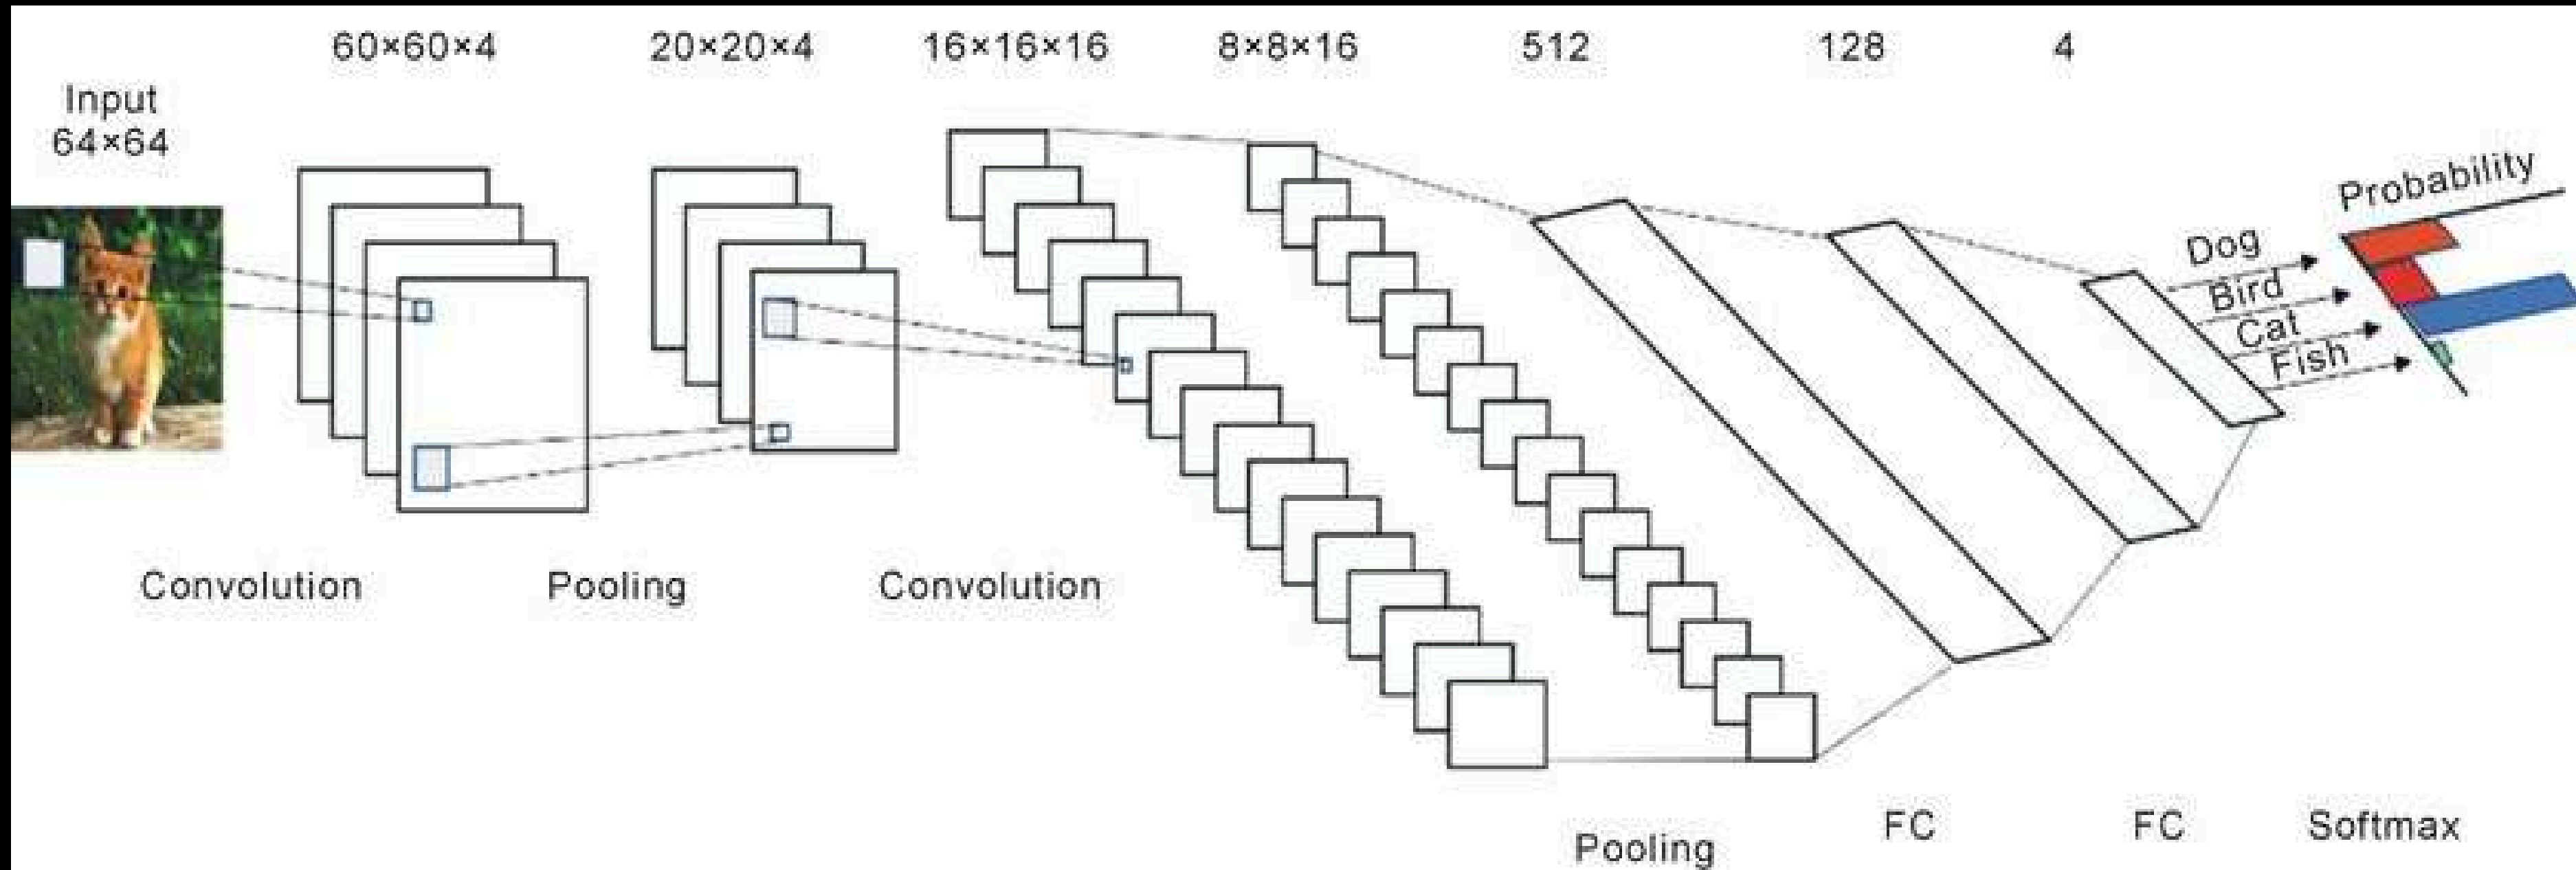 60×60×4
20×20×4
16×16×16
8×8×16
512
128
4
Input
64×64
Probability
Dog
Bird
Cat
Fish
Convolution
Pooling
Convolution
Pooling
FC
FC
Softmax